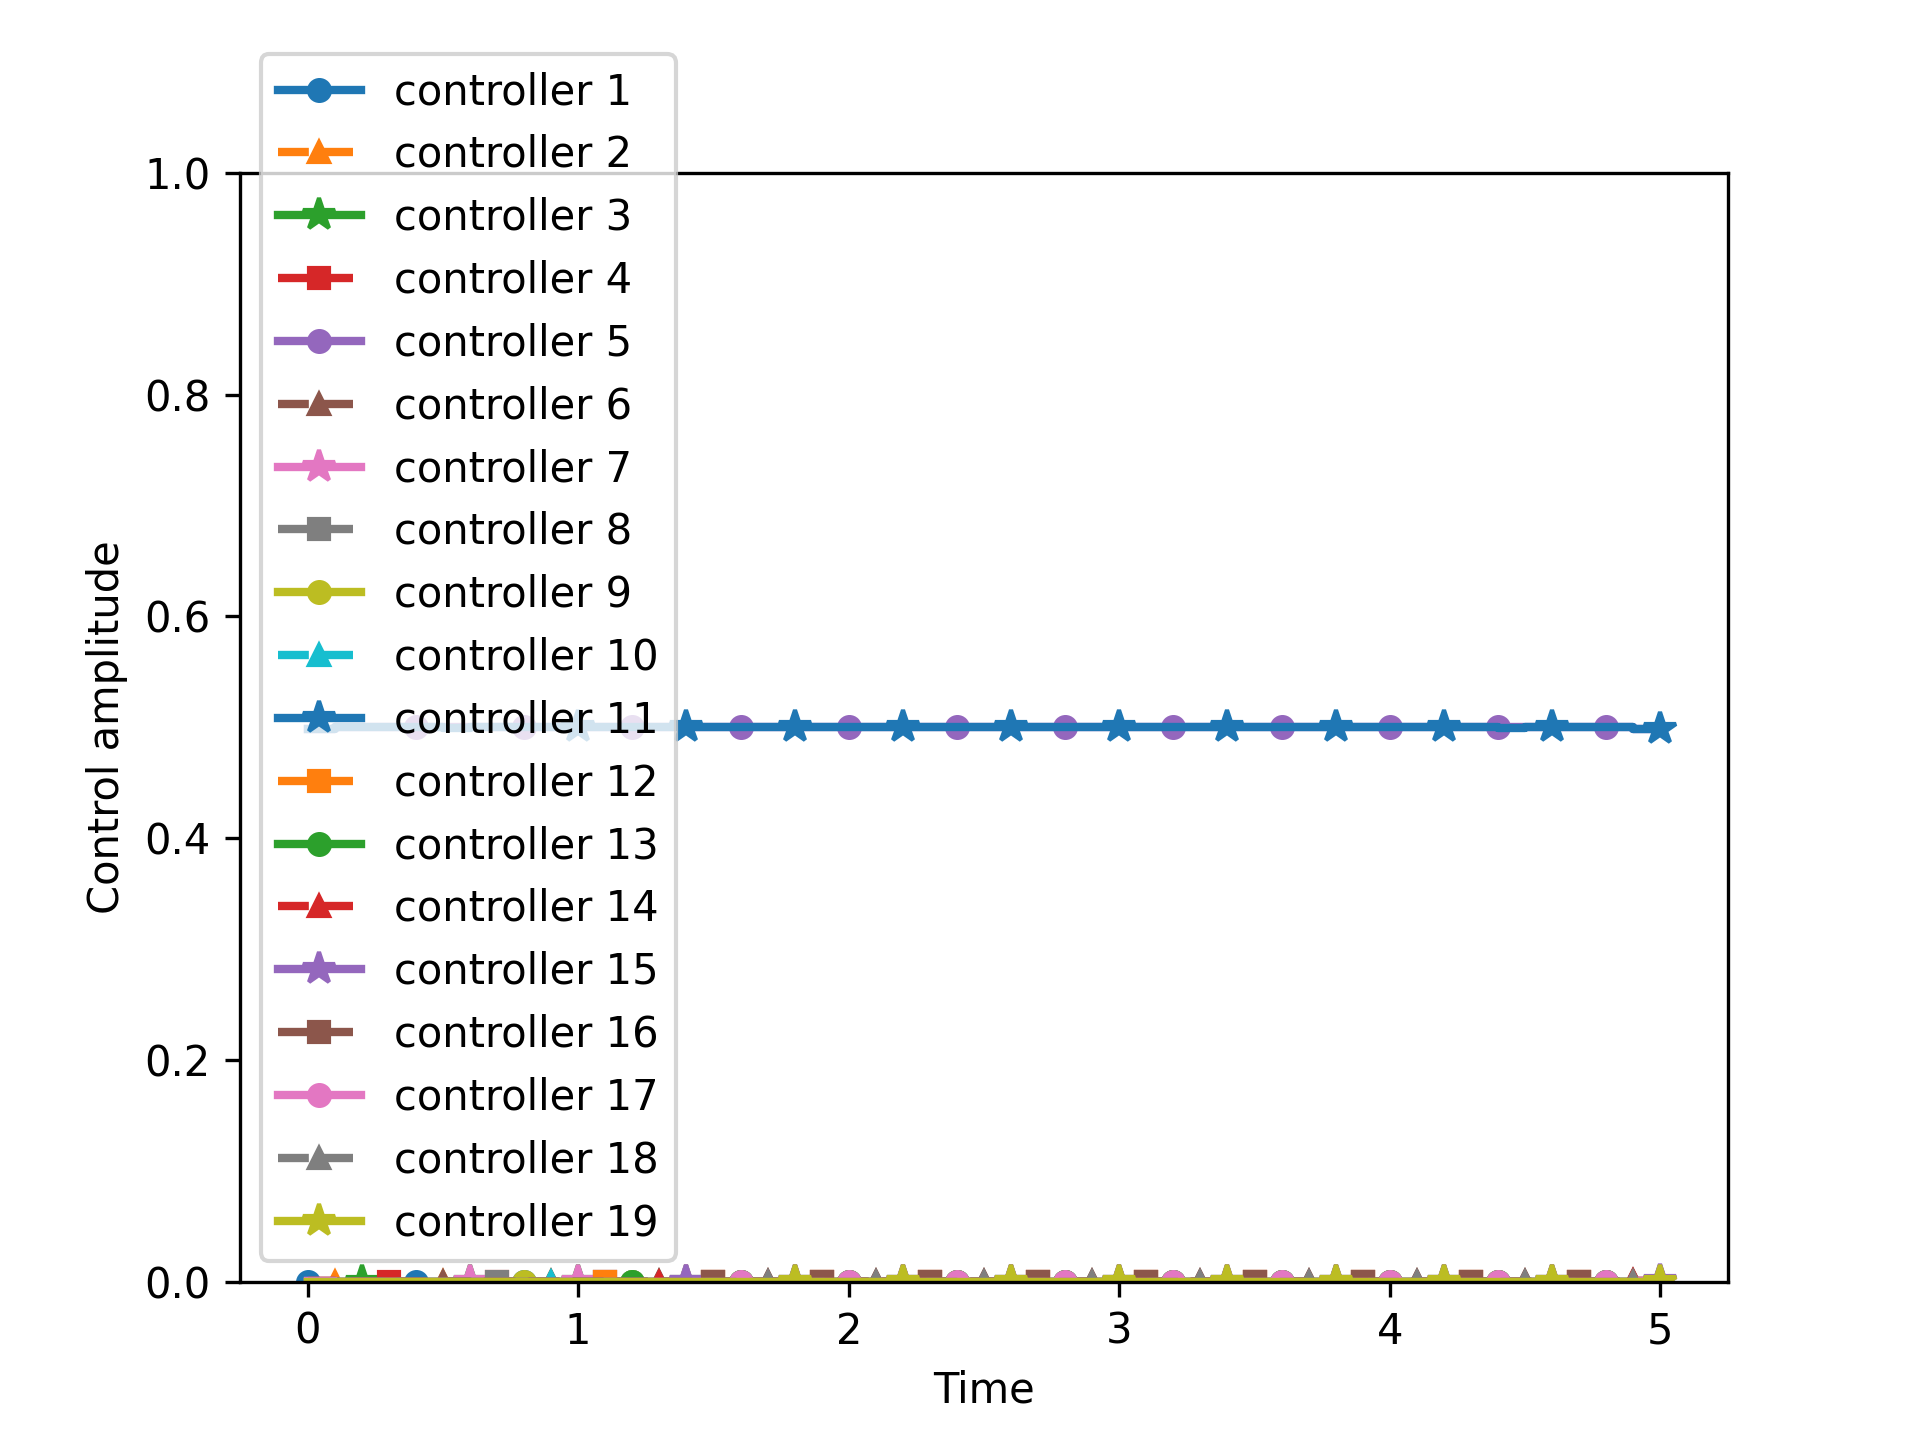 controller 1
controller 2
controller 3
controller 4
controller 5
controller 6
controller 7
controller 8
controller 9
controller 10
controller 11
controller 12
controller 13
controller 14
controller 15
controller 16
controller 17
controller 18
controller 19
1.0
0.8
0.6
0.4
0.2
0.0
Control amplitude
0 1 2 3 4 5
Time